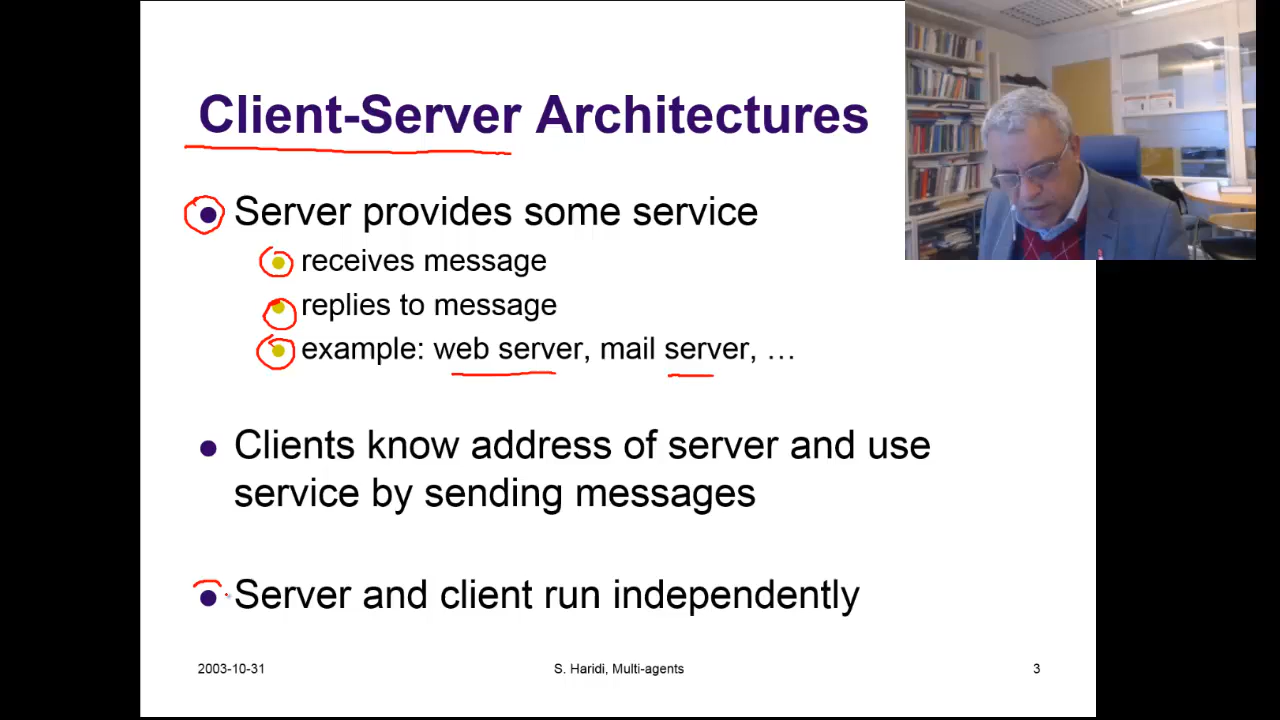 Client-Server Architectures
Server provides some service
receives message
replies to message
example: web server, mail server, …
Clients know address of server and use
service by sending messages
Server and client run independently
2003-10-31
S. Haridi, Multi-agents
3